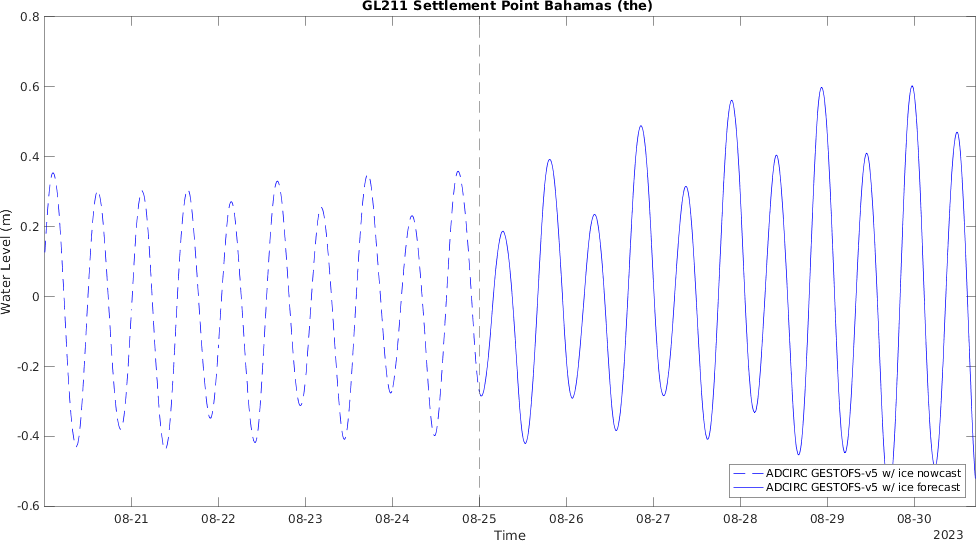 GL211 Settlement Point Bahamas (the)
0.8
0.6
0.4
0.2
0
-0.2
-0.4
-0.6
Water Level (m)
08-21 08-22 08-23 08-24 08-25 08-26 08-27 08-28 08-29 08-30
Time
2023
ADCIRC GESTOFS-v5 w/ ice nowcast
ADCIRC GESTOFS-v5 w/ ice forecast